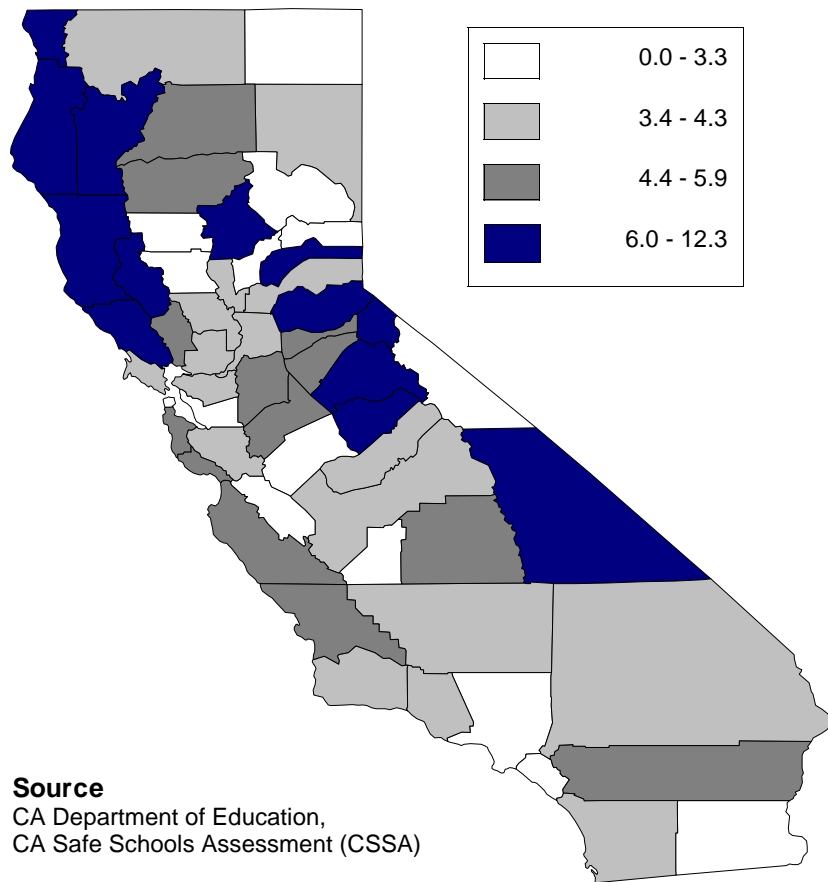 0.0 - 3.3
3.4 - 4.3
4.4 - 5.9
6.0 - 12.3
Source
CA Department of Education,
CA Safe Schools Assessment (CSSA)